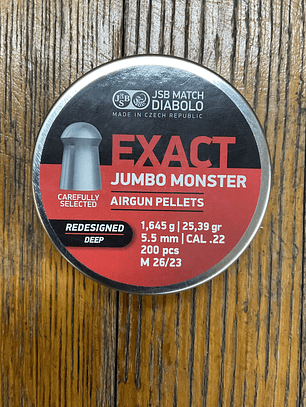 JSB MATCH
DIABOLO
MADE IN CZECH REPUBLIC
EXACT
JUMBO MONSTER
CAREFULLY
SELECTED
AIRGUN PELLETS
REDESIGNED
DEEP
1,645 g | 25,39 gr
5.5 mm | CAL .22
200 pcs
M 26/23